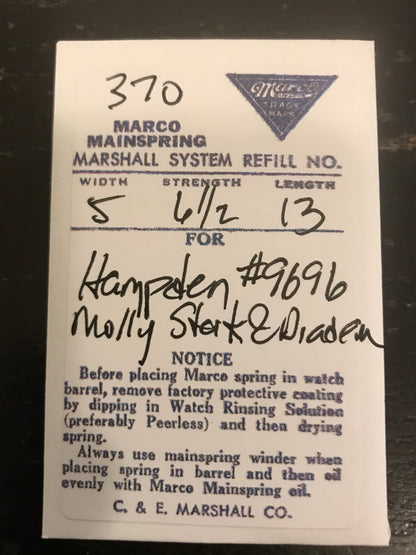 370
Marco
TRADE
MARK
MARCO
MAINSPRING
MARSHALL SYSTEM REFILL NO.
WIDTH STRENGTH LENGTH
5 6 1/2 13
FOR
Hampden #9696
Molly Stark & Diadem
NOTICE
Before placing Marco spring in watch
barrel, remove factory protective coating
by dipping in Watch Rinsing Solution
(preferably Peerless) and then drying
spring.
Always use mainspring winder when
placing spring in barrel and then oil
evenly with Marco Mainspring oil.
C. & E. MARSHALL CO.